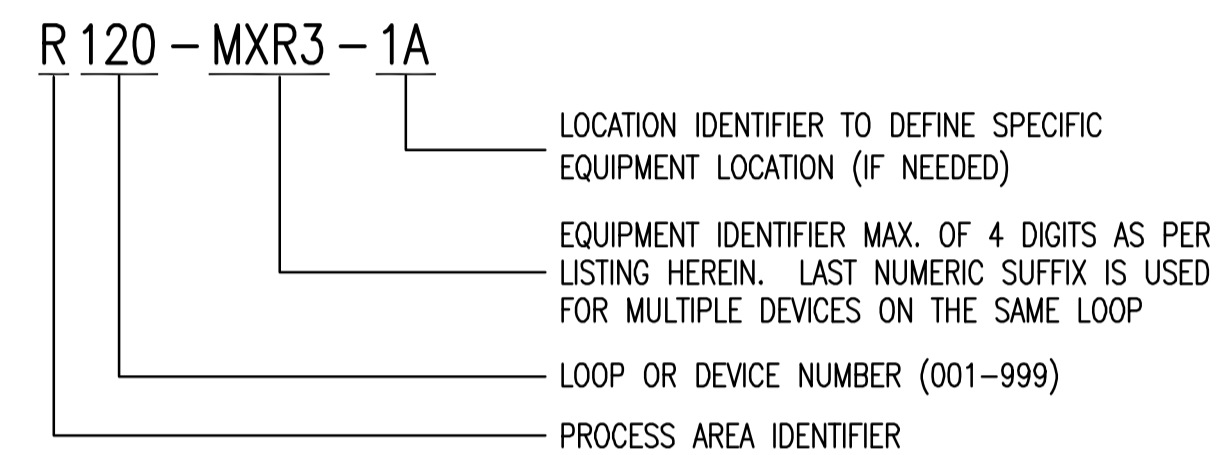 R 120 - MXR3 - 1A
LOCATION IDENTIFIER TO DEFINE SPECIFIC
EQUIPMENT LOCATION (IF NEEDED)
EQUIPMENT IDENTIFIER MAX. OF 4 DIGITS AS PER
LISTING HEREIN. LAST NUMERIC SUFFIX IS USED
FOR MULTIPLE DEVICES ON THE SAME LOOP
LOOP OR DEVICE NUMBER (001-999)
PROCESS AREA IDENTIFIER